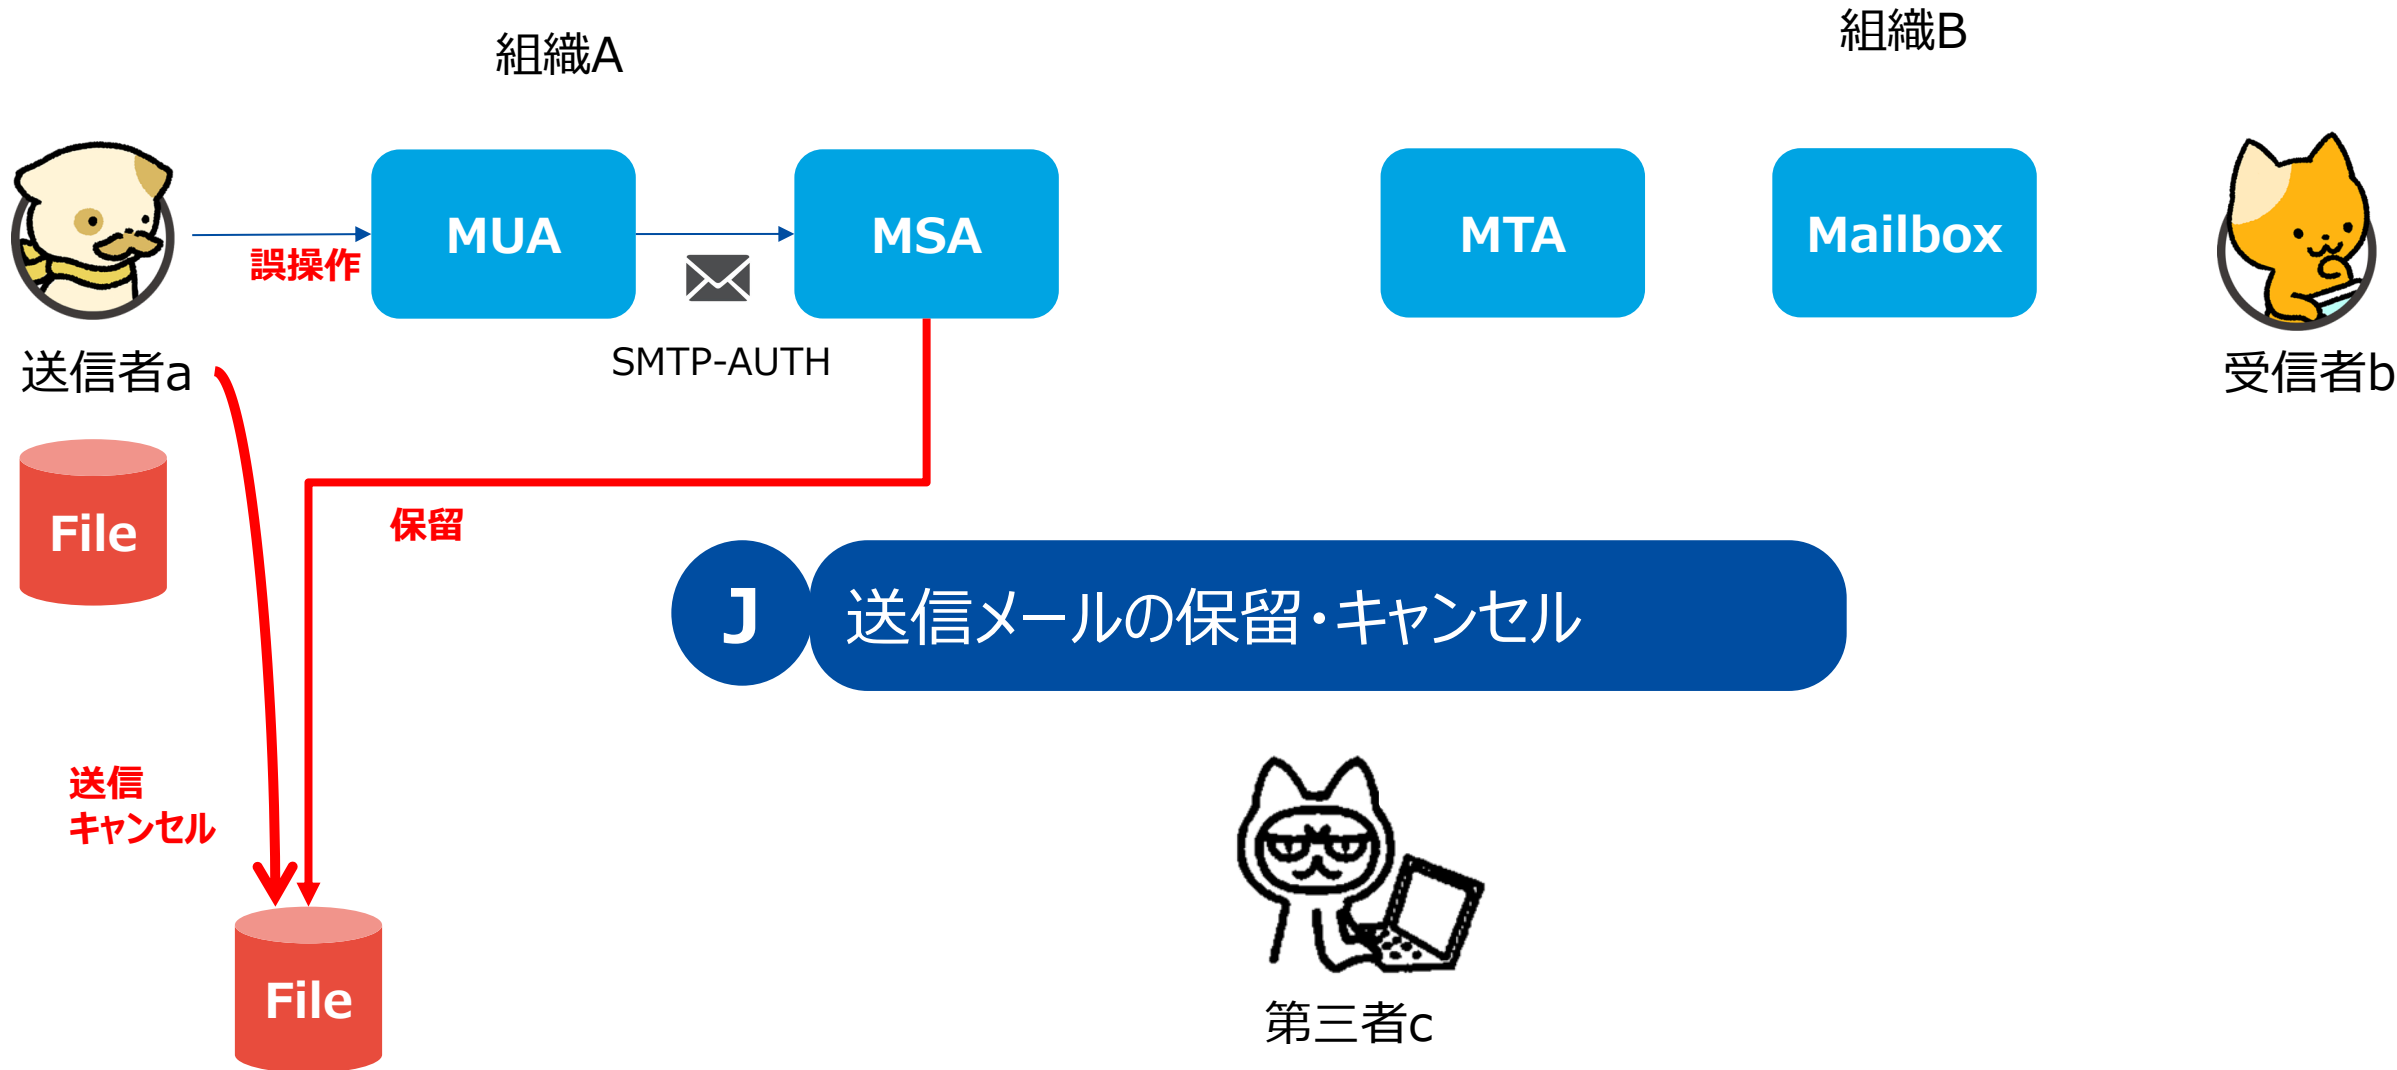 組織A
組織B
MUA
MSA
MTA
Mailbox
誤操作
SMTP-AUTH
送信者a
受信者b
File
保留
J
送信メールの保留・キャンセル
送信
キャンセル
File
第三者c